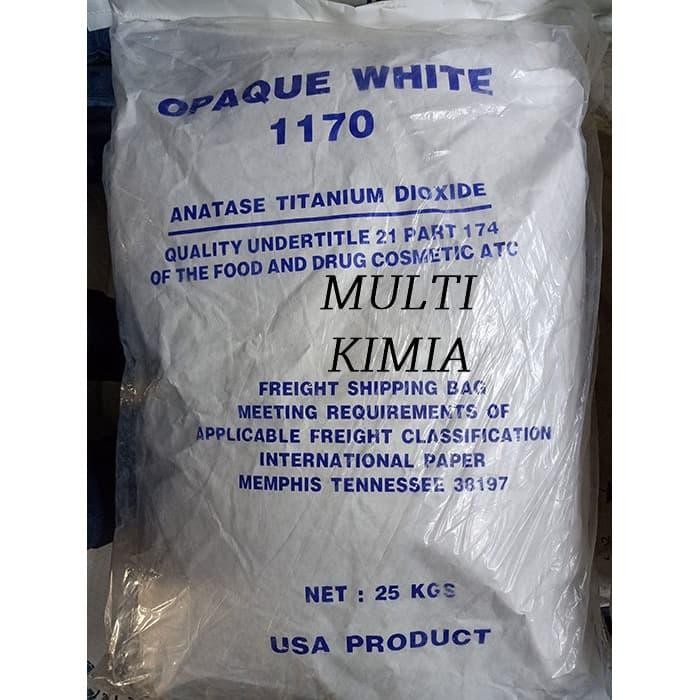 OPAQUE WHITE
1170
ANATASE TITANIUM DIOXIDE
QUALITY UNDERTITLE 21 PART 174
OF THE FOOD AND DRUG COSMETIC ATC
MULTI
KIMIA
FREIGHT SHIPPING BAG
MEETING REQUIREMENTS OF
APPLICABLE FREIGHT CLASSIFICATION
INTERNATIONAL PAPER
MEMPHIS TENNESSEE 38197
NET : 25 KGS
USA PRODUCT